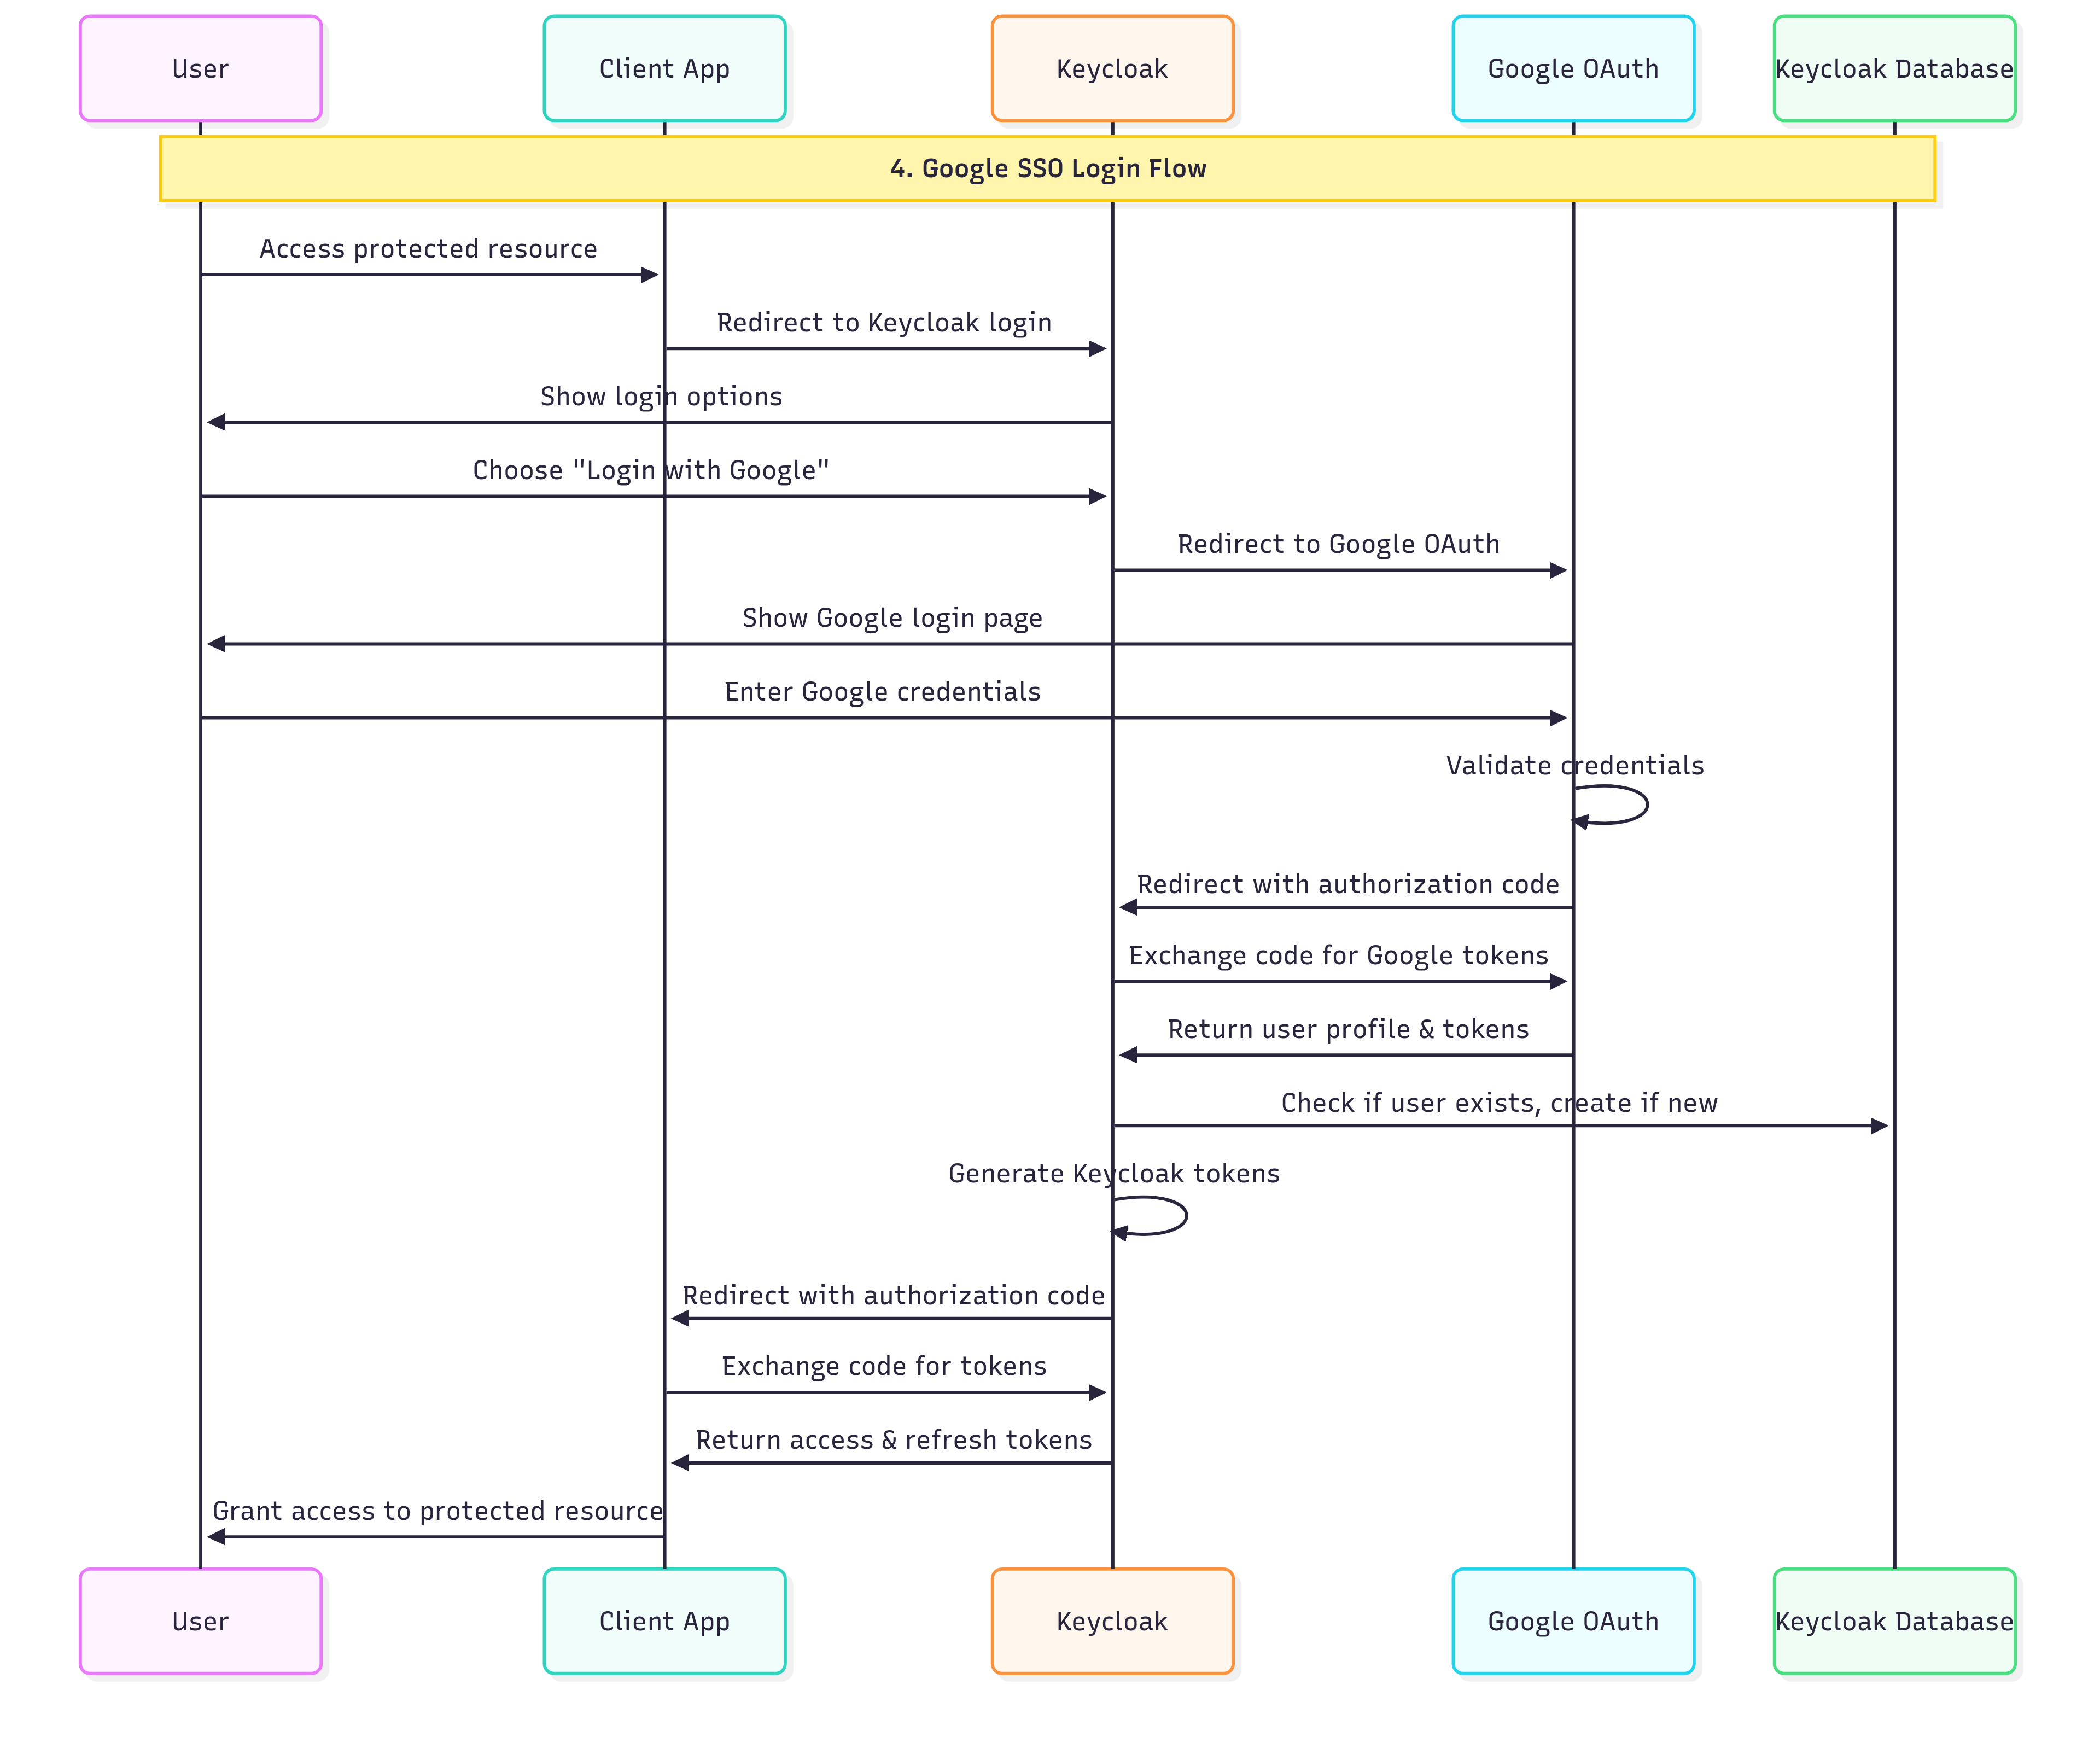 User
Client App
Keycloak
Google OAuth
Keycloak Database
4. Google SSO Login Flow
Access protected resource
Redirect to Keycloak login
Show login options
Choose "Login with Google"
Redirect to Google OAuth
Show Google login page
Enter Google credentials
Validate credentials
Redirect with authorization code
Exchange code for Google tokens
Return user profile & tokens
Check if user exists, create if new
Generate Keycloak tokens
Redirect with authorization code
Exchange code for tokens
Return access & refresh tokens
Grant access to protected resource
User
Client App
Keycloak
Google OAuth
Keycloak Database